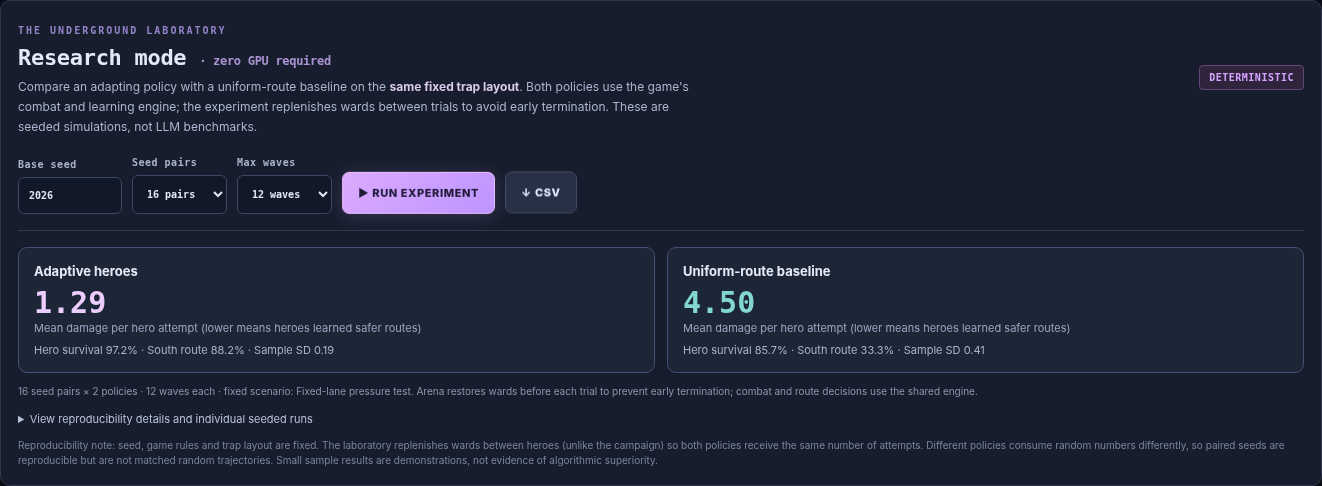 THE UNDERGROUND LABORATORY
Research mode · zero GPU required
Compare an adapting policy with a uniform-route baseline on the same fixed trap layout. Both policies use the game's
combat and learning engine; the experiment replenishes wards between trials to avoid early termination. These are
seeded simulations, not LLM benchmarks.
DETERMINISTIC
Base seed
Seed pairs
Max waves
2026
16 pairs
12 waves
▶ RUN EXPERIMENT
↓ CSV
Adaptive heroes
1.29
Mean damage per hero attempt (lower means heroes learned safer routes)
Hero survival 97.2% · South route 88.2% · Sample SD 0.19
Uniform-route baseline
4.50
Mean damage per hero attempt (lower means heroes learned safer routes)
Hero survival 85.7% · South route 33.3% · Sample SD 0.41
16 seed pairs × 2 policies · 12 waves each · fixed scenario: Fixed-lane pressure test. Arena restores wards before each trial to prevent early termination; combat and route decisions use the shared engine.
▶ View reproducibility details and individual seeded runs
Reproducibility note: seed, game rules and trap layout are fixed. The laboratory replenishes wards between heroes (unlike the campaign) so both policies receive the same number of attempts. Different policies consume random numbers differently, so paired seeds are
reproducible but are not matched random trajectories. Small sample results are demonstrations, not evidence of algorithmic superiority.